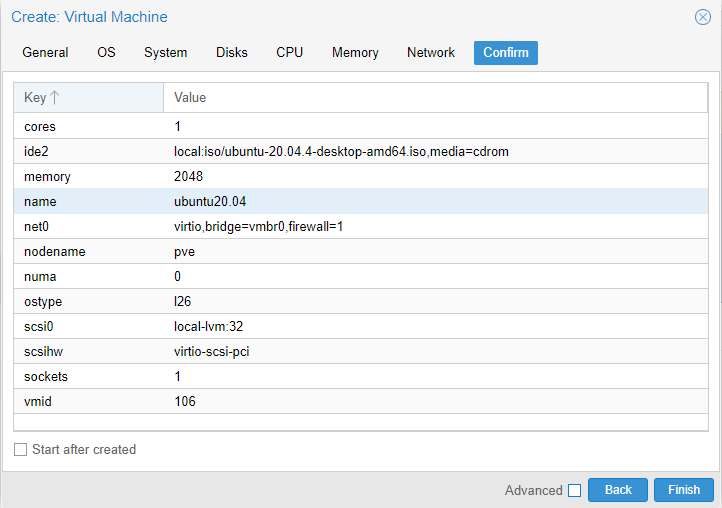 Create: Virtual Machine
General OS System Disks CPU Memory Network Confirm
Key Value
cores 1
ide2 local:iso/ubuntu-20.04.4-desktop-amd64.iso,media=cdrom
memory 2048
name ubuntu20.04
net0 virtio,bridge=vmbr0,firewall=1
nodename pve
numa 0
ostype l26
scsi0 local-lvm:32
scsihw virtio-scsi-pci
sockets 1
vmid 106
Start after created
Advanced Back Finish